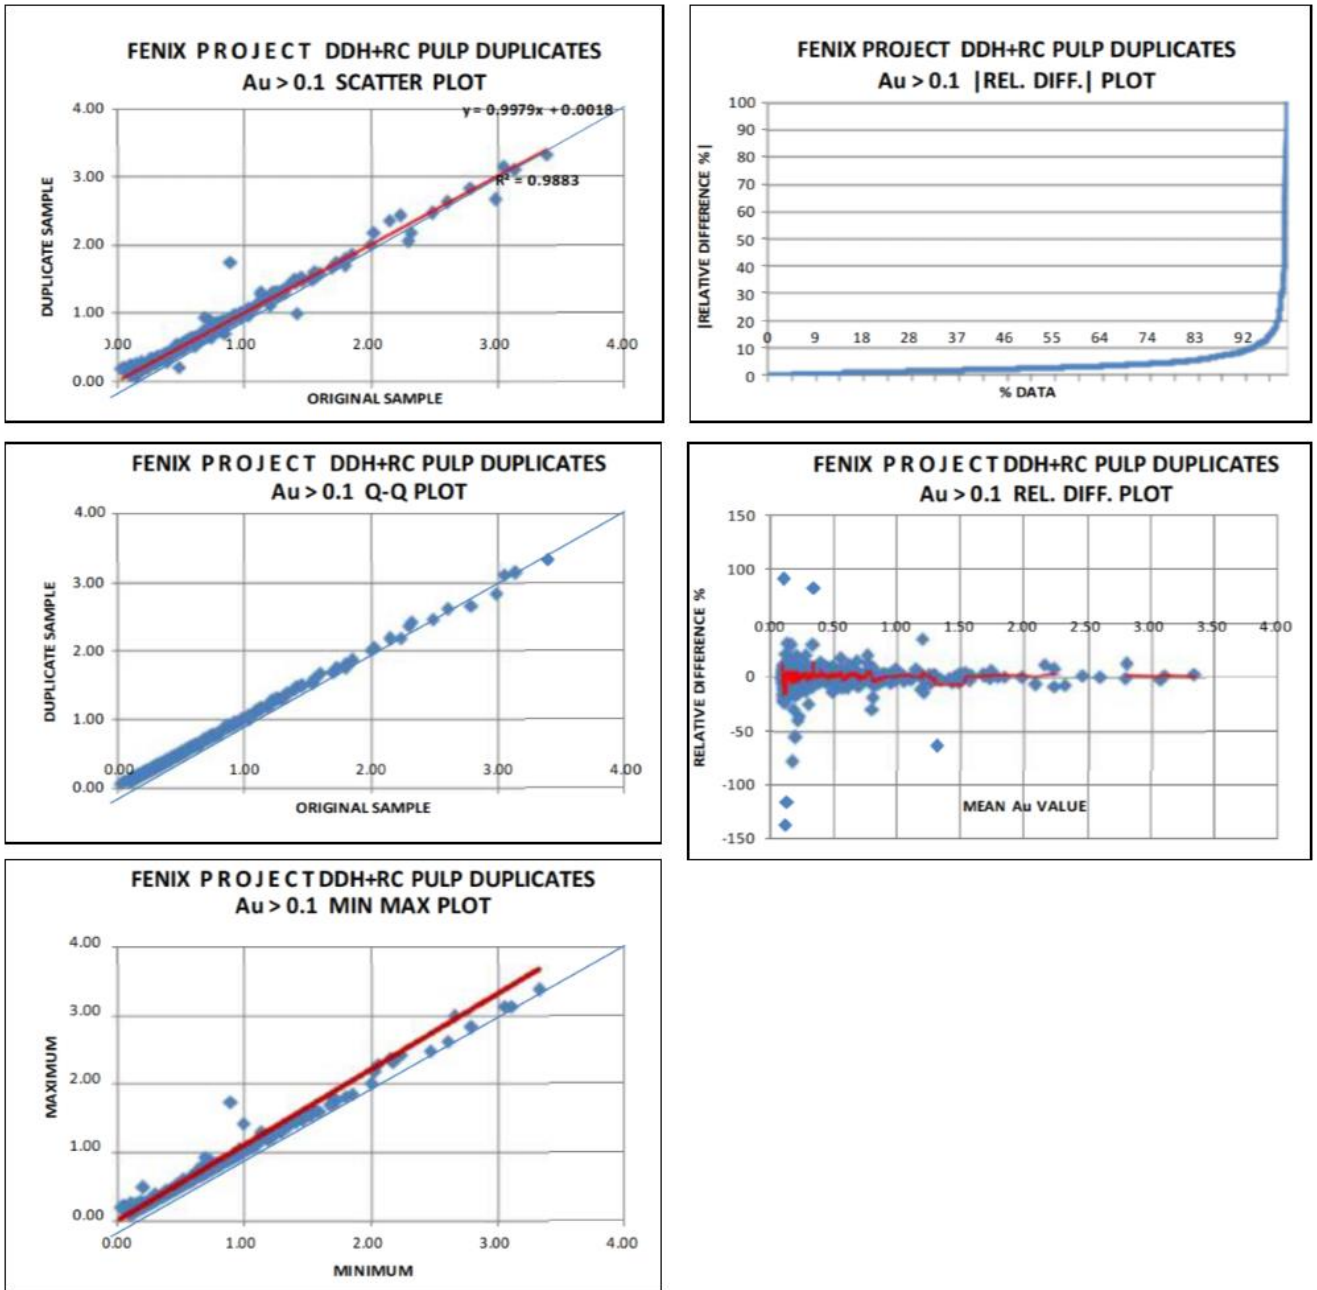 FENIX PROJECT DDH+RC PULP DUPLICATES
Au > 0.1 SCATTER PLOT
4.00
y = 0.9979x + 0.0018
3.00
R² = 0.9883
2.00
1.00
0.00
3.00 1.00 2.00 3.00 4.00
DUPLICATE SAMPLE
ORIGINAL SAMPLE
FENIX PROJECT DDH+RC PULP DUPLICATES
Au > 0.1 |REL. DIFF.| PLOT
100
90
80
70
60
50
40
30
20
10
0
0 9 18 28 37 46 55 64 74 83 92
|RELATIVE DIFFERENCE %|
% DATA
FENIX PROJECT DDH+RC PULP DUPLICATES
Au > 0.1 Q-Q PLOT
4.00
3.00
2.00
1.00
0.00
0.00 1.00 2.00 3.00 4.00
DUPLICATE SAMPLE
ORIGINAL SAMPLE
FENIX PROJECT DDH+RC PULP DUPLICATES
Au > 0.1 REL. DIFF. PLOT
150
100
0
-50
-100
-150
0.00 0.50 1.00 1.50 2.00 2.50 3.00 3.50 4.00
RELATIVE DIFFERENCE %
MEAN Au VALUE
FENIX PROJECT DDH+RC PULP DUPLICATES
Au > 0.1 MIN MAX PLOT
4.00
3.00
2.00
1.00
0.00
0.00 1.00 2.00 3.00 4.00
MAXIMUM
MINIMUM